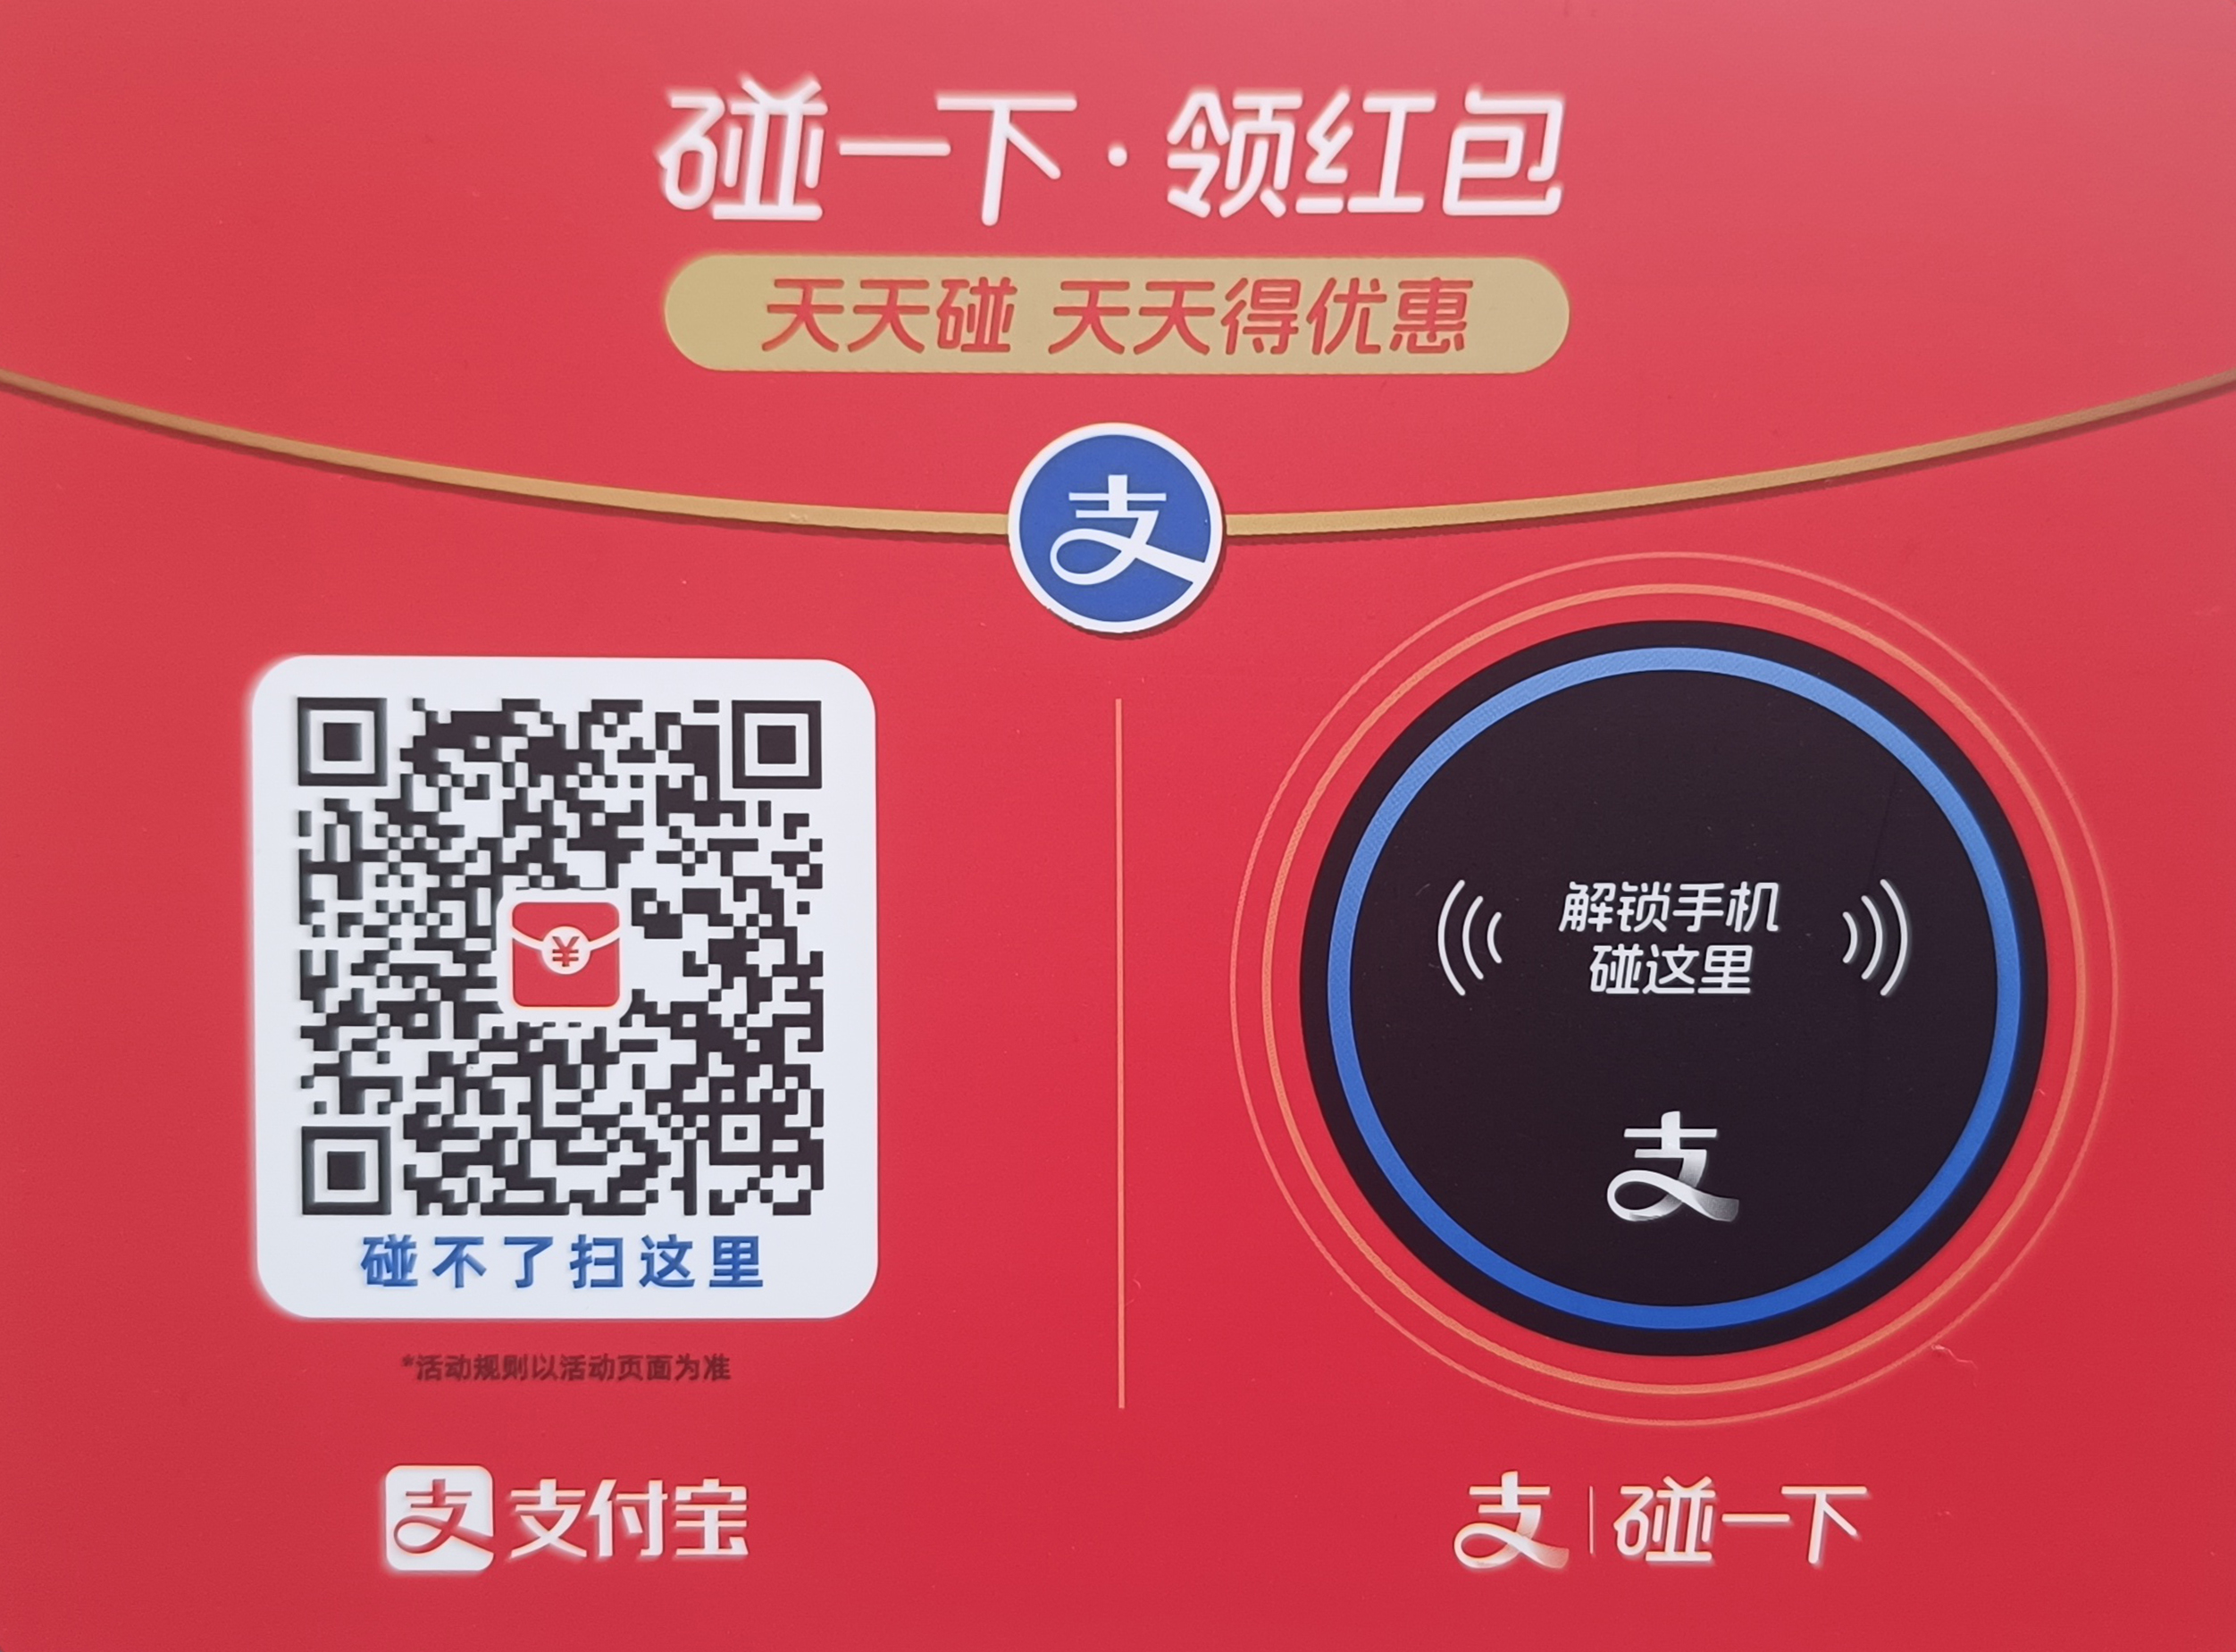 碰一下·领红包
天天碰 天天得优惠
支
¥
碰不了扫这里
*活动规则以活动页面为准
支 支付宝
解锁手机
碰这里
支
支 | 碰一下